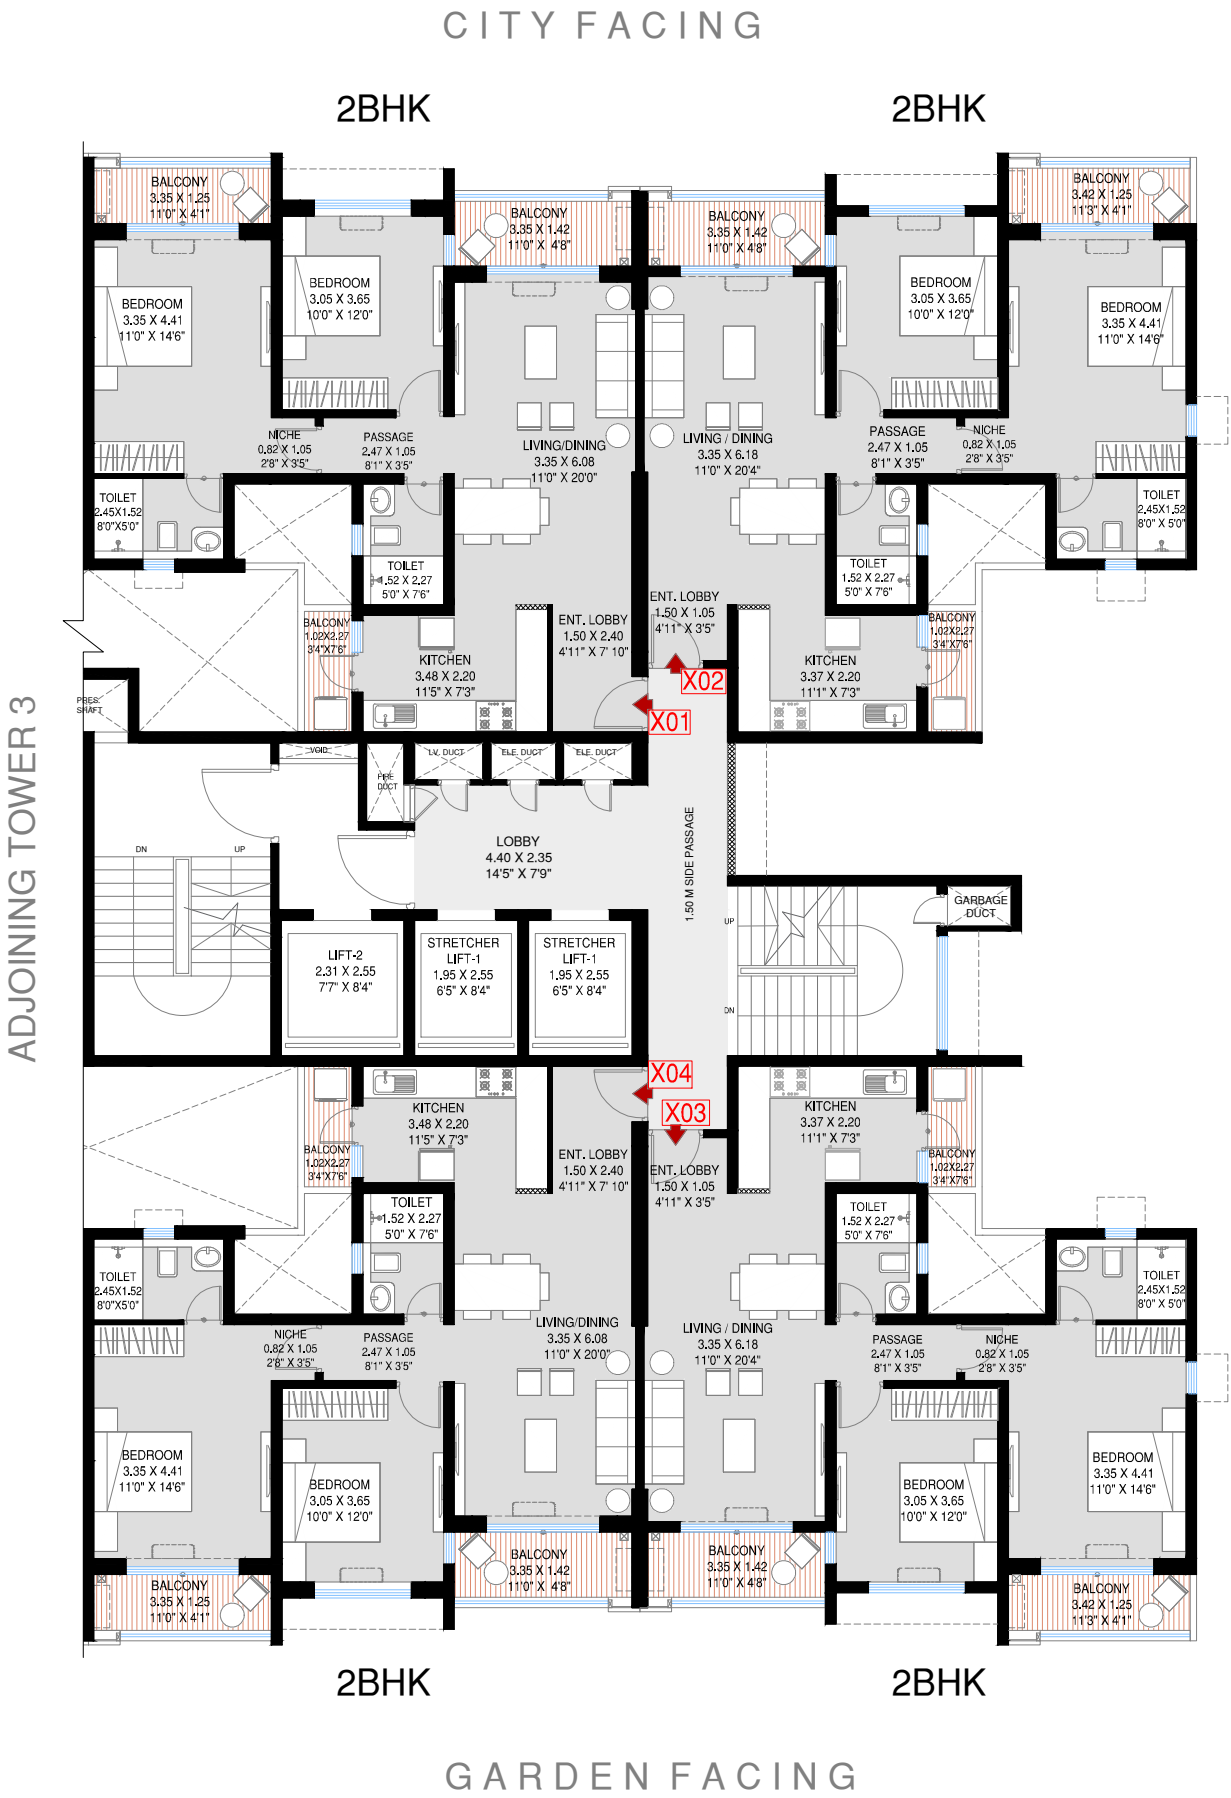 CITY FACING
2BHK
2BHK
BALCONY
3.35 X 1.25
11'0" X 4'1"
BALCONY
3.35 X 1.42
11'0" X 4'8"
BALCONY
3.35 X 1.42
11'0" X 4'8"
BALCONY
3.42 X 1.25
11'3" X 4'1"
BEDROOM
3.35 X 4.41
11'0" X 14'6"
BEDROOM
3.05 X 3.65
10'0" X 12'0"
BEDROOM
3.05 X 3.65
10'0" X 12'0"
BEDROOM
3.35 X 4.41
11'0" X 14'6"
NICHE
0.82 X 1.05
2'8" X 3'5"
PASSAGE
2.47 X 1.05
8'1" X 3'5"
LIVING/DINING
3.35 X 6.08
11'0" X 20'0"
LIVING / DINING
3.35 X 6.18
11'0" X 20'4"
PASSAGE
2.47 X 1.05
8'1" X 3'5"
NICHE
0.82 X 1.05
2'8" X 3'5"
TOILET
2.45X1.52
8'0"X5'0"
TOILET
1.52 X 2.27
5'0" X 7'6"
TOILET
1.52 X 2.27
5'0" X 7'6"
TOILET
2.45X1.52
8'0" X 5'0"
BALCONY
1.02X2.27
3'4"X7'6"
KITCHEN
3.48 X 2.20
11'5" X 7'3"
ENT. LOBBY
1.50 X 2.40
4'11" X 7' 10"
ENT. LOBBY
1.50 X 1.05
4'11" X 3'5"
KITCHEN
3.37 X 2.20
11'1" X 7'3"
BALCONY
1.02X2.27
3'4"X7'6"
X02
X01
PRES.
SHAFT
VOID
FIRE
DUCT
LV. DUCT
ELE. DUCT
ELE. DUCT
ADJOINING TOWER 3
DN
UP
LOBBY
4.40 X 2.35
14'5" X 7'9"
1.50 M SIDE PASSAGE
UP
DN
GARBAGE
DUCT
LIFT-2
2.31 X 2.55
7'7" X 8'4"
STRETCHER
LIFT-1
1.95 X 2.55
6'5" X 8'4"
STRETCHER
LIFT-1
1.95 X 2.55
6'5" X 8'4"
X04
X03
KITCHEN
3.48 X 2.20
11'5" X 7'3"
BALCONY
1.02X2.27
3'4"X7'6"
ENT. LOBBY
1.50 X 2.40
4'11" X 7' 10"
ENT. LOBBY
1.50 X 1.05
4'11" X 3'5"
KITCHEN
3.37 X 2.20
11'1" X 7'3"
BALCONY
1.02X2.27
3'4"X7'6"
TOILET
2.45X1.52
8'0"X5'0"
TOILET
1.52 X 2.27
5'0" X 7'6"
TOILET
1.52 X 2.27
5'0" X 7'6"
TOILET
2.45X1.52
8'0" X 5'0"
NICHE
0.82 X 1.05
2'8" X 3'5"
PASSAGE
2.47 X 1.05
8'1" X 3'5"
LIVING/DINING
3.35 X 6.08
11'0" X 20'0"
LIVING / DINING
3.35 X 6.18
11'0" X 20'4"
PASSAGE
2.47 X 1.05
8'1" X 3'5"
NICHE
0.82 X 1.05
2'8" X 3'5"
BEDROOM
3.35 X 4.41
11'0" X 14'6"
BEDROOM
3.05 X 3.65
10'0" X 12'0"
BEDROOM
3.05 X 3.65
10'0" X 12'0"
BEDROOM
3.35 X 4.41
11'0" X 14'6"
BALCONY
3.35 X 1.25
11'0" X 4'1"
BALCONY
3.35 X 1.42
11'0" X 4'8"
BALCONY
3.35 X 1.42
11'0" X 4'8"
BALCONY
3.42 X 1.25
11'3" X 4'1"
2BHK
2BHK
GARDEN FACING